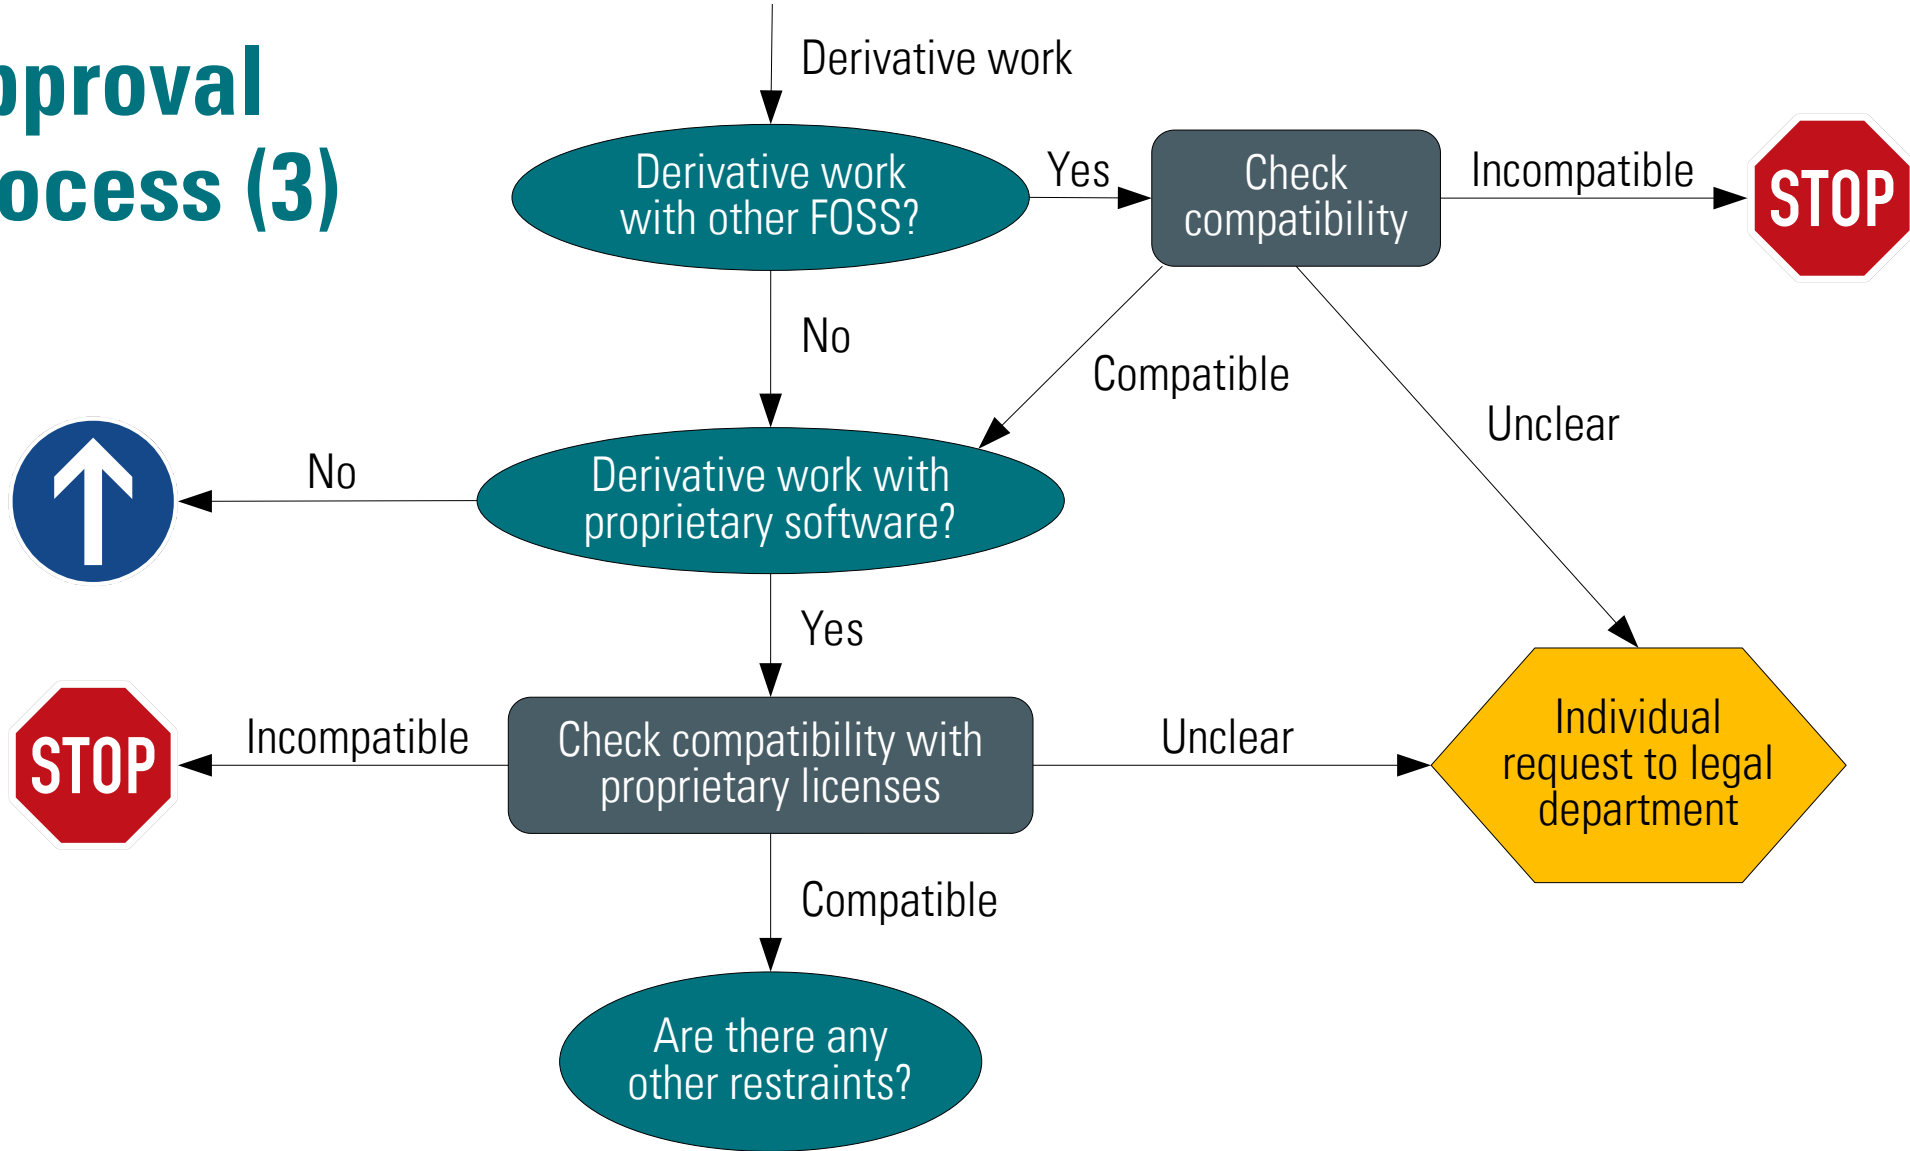 pproval
ocess (3)
Derivative work
Derivative work
with other FOSS?
Yes
Check
compatibility
Incompatible
STOP
No
Compatible
Unclear
No
Derivative work with
proprietary software?
Yes
STOP
Incompatible
Check compatibility with
proprietary licenses
Unclear
Individual
request to legal
department
Compatible
Are there any
other restraints?